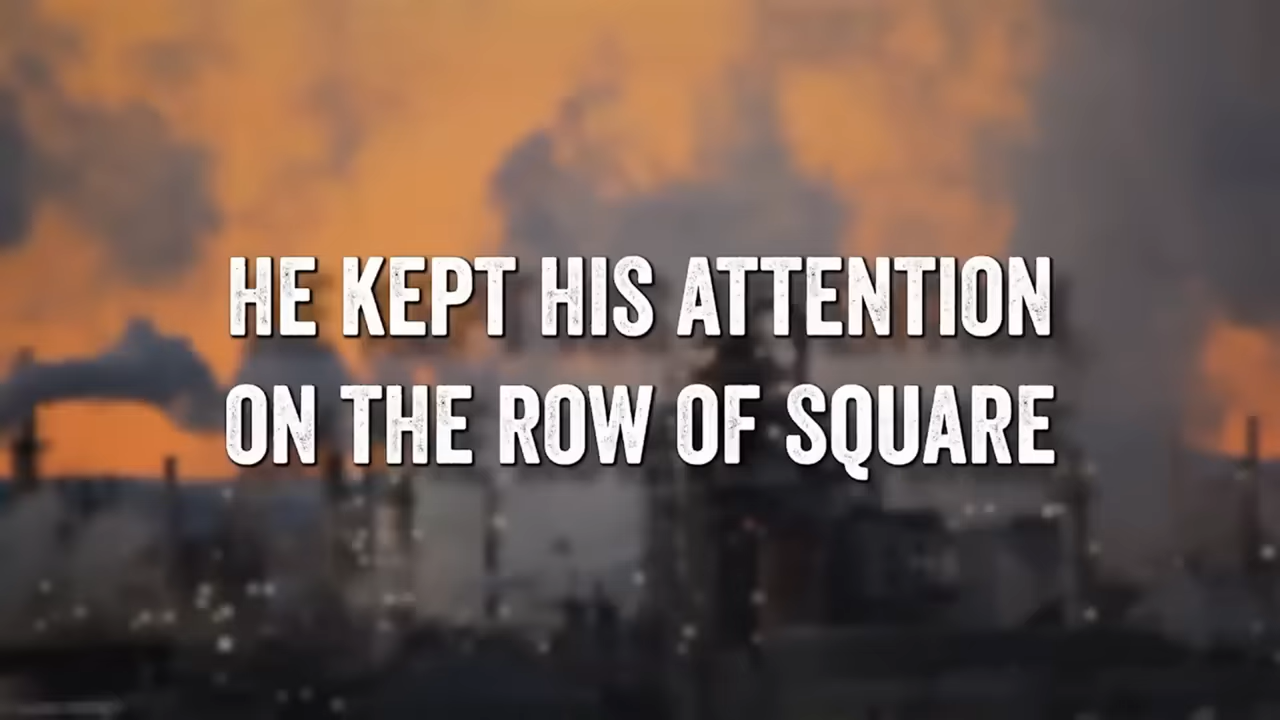 HE KEPT HIS ATTENTION
ON THE ROW OF SQUARE